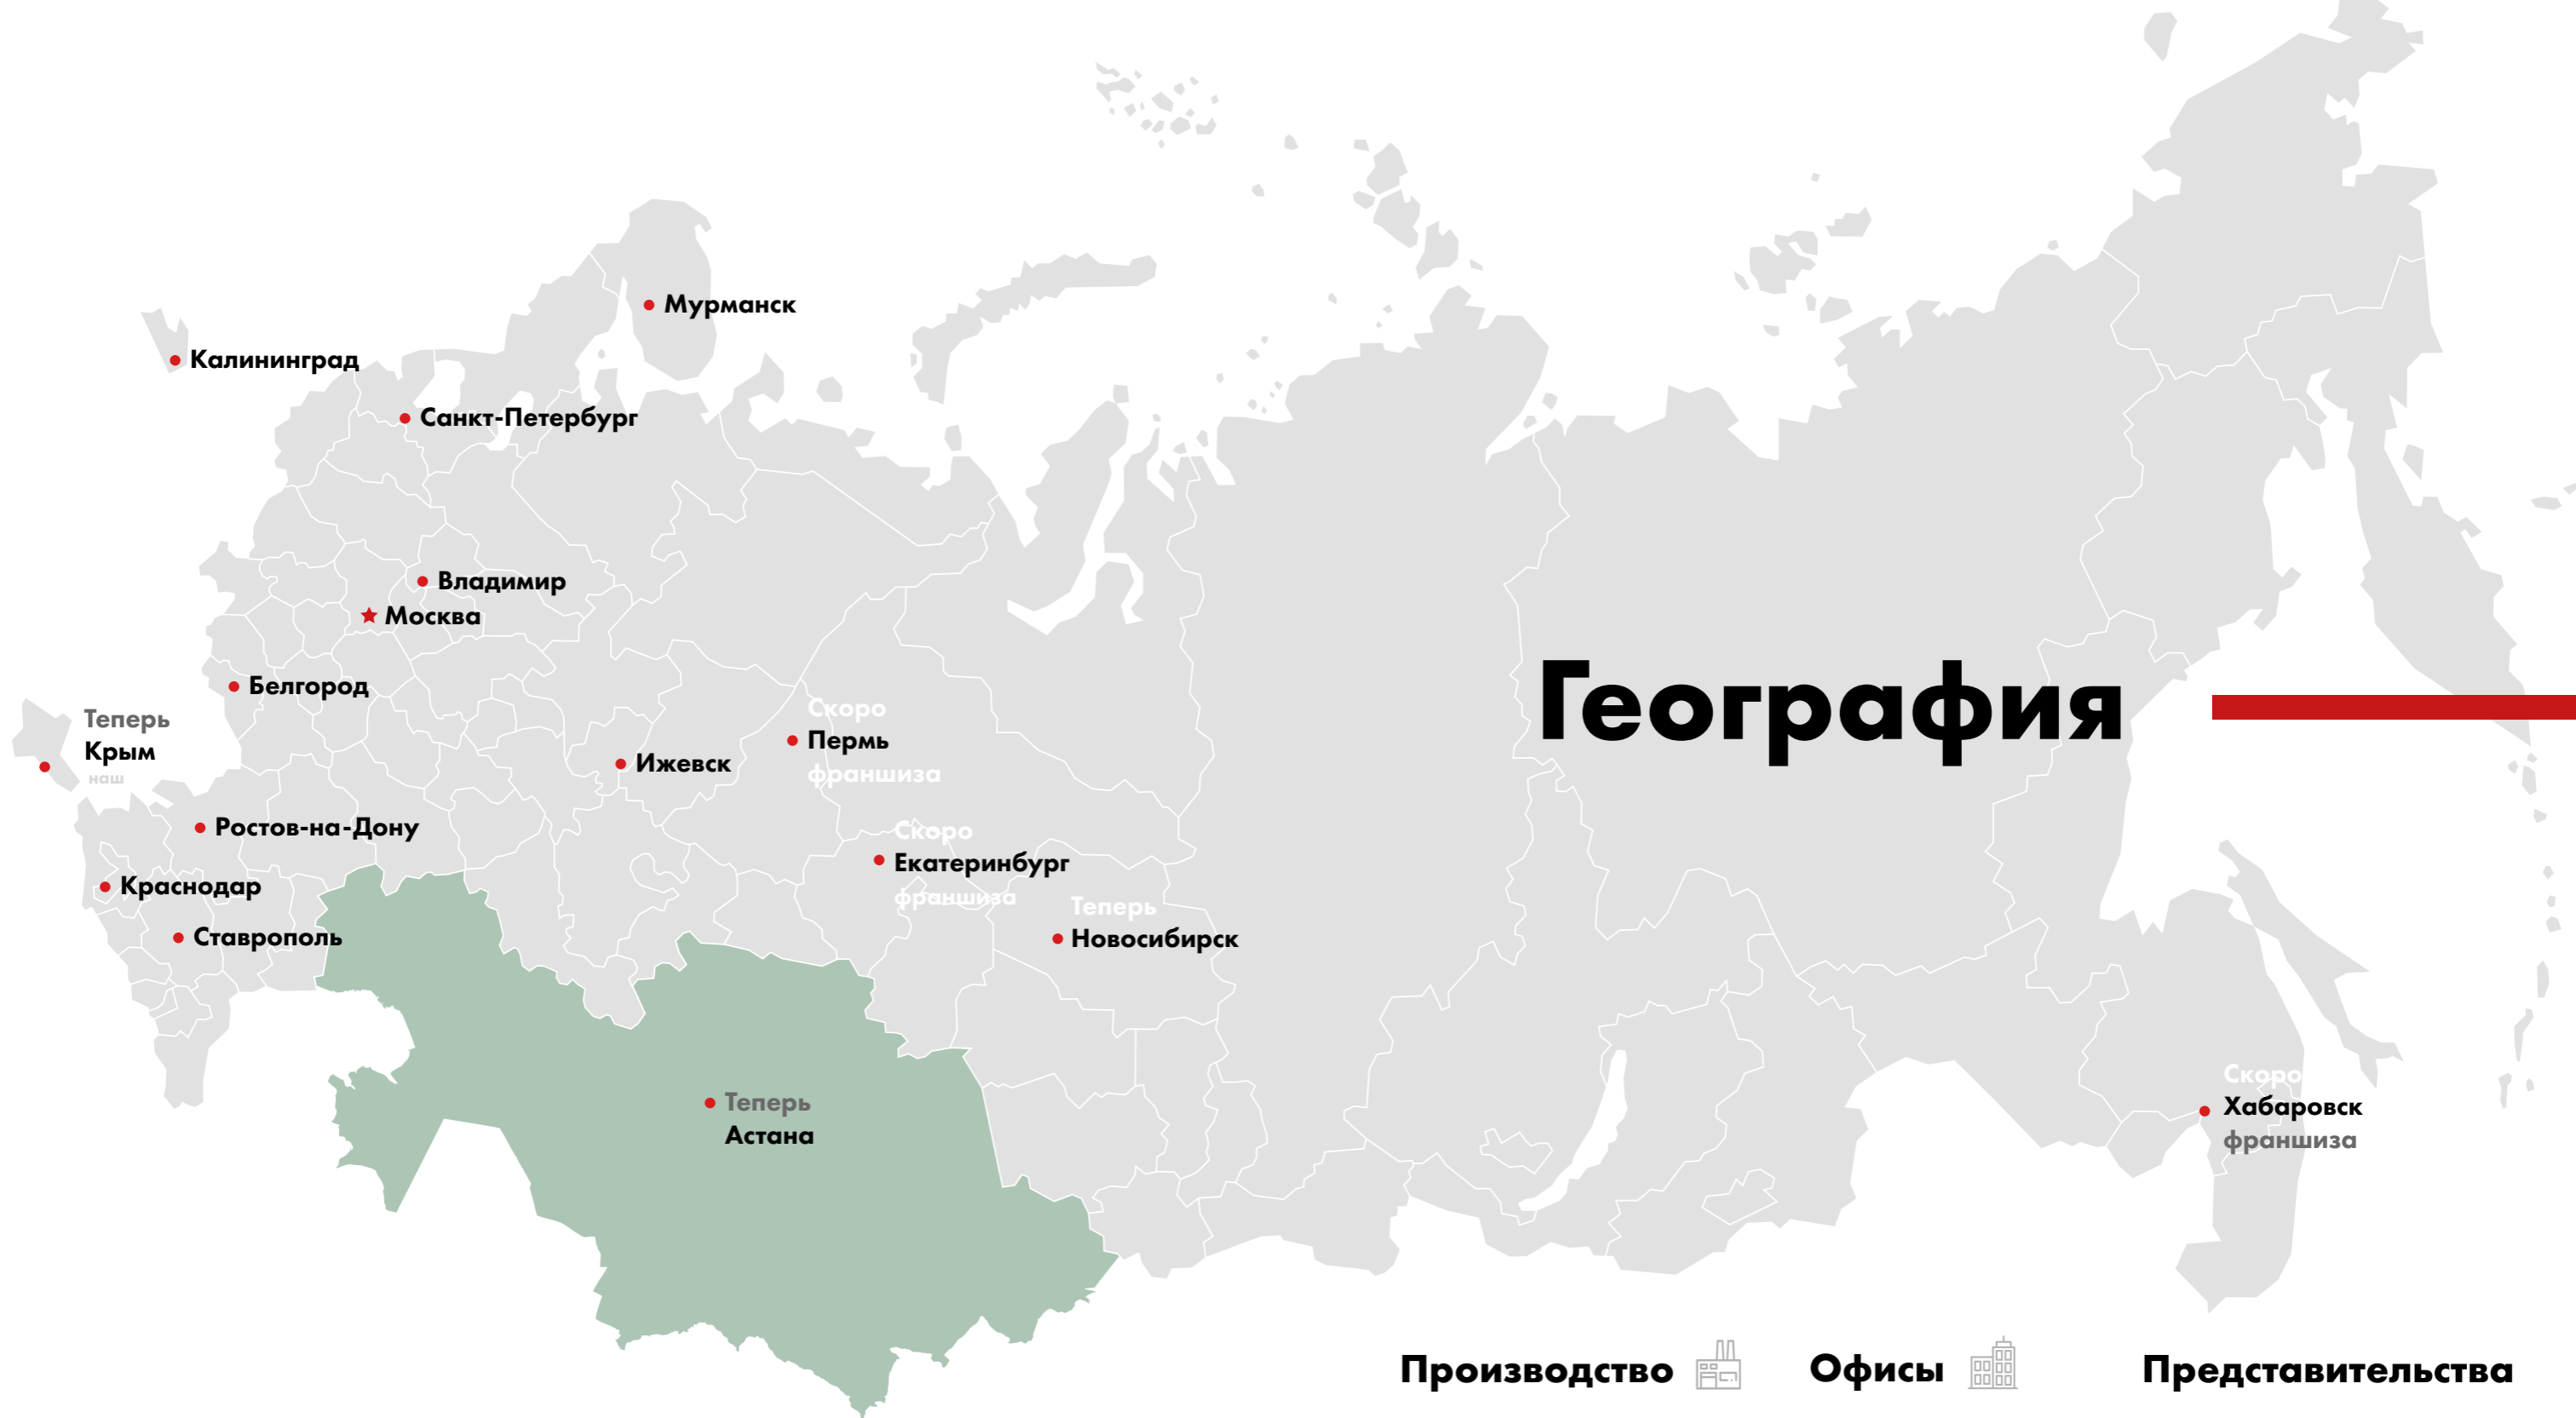 Мурманск
Калининград
Санкт-Петербург
Владимир
Москва
Белгород
Теперь
Крым
наш
Скоро
Пермь
франшиза
Ижевск
География
Ростов-на-Дону
Скоро
Екатеринбург
франшиза
Краснодар
Теперь
Новосибирск
Ставрополь
Теперь
Астана
Скоро
Хабаровск
франшиза
Производство
Офисы
Представительства